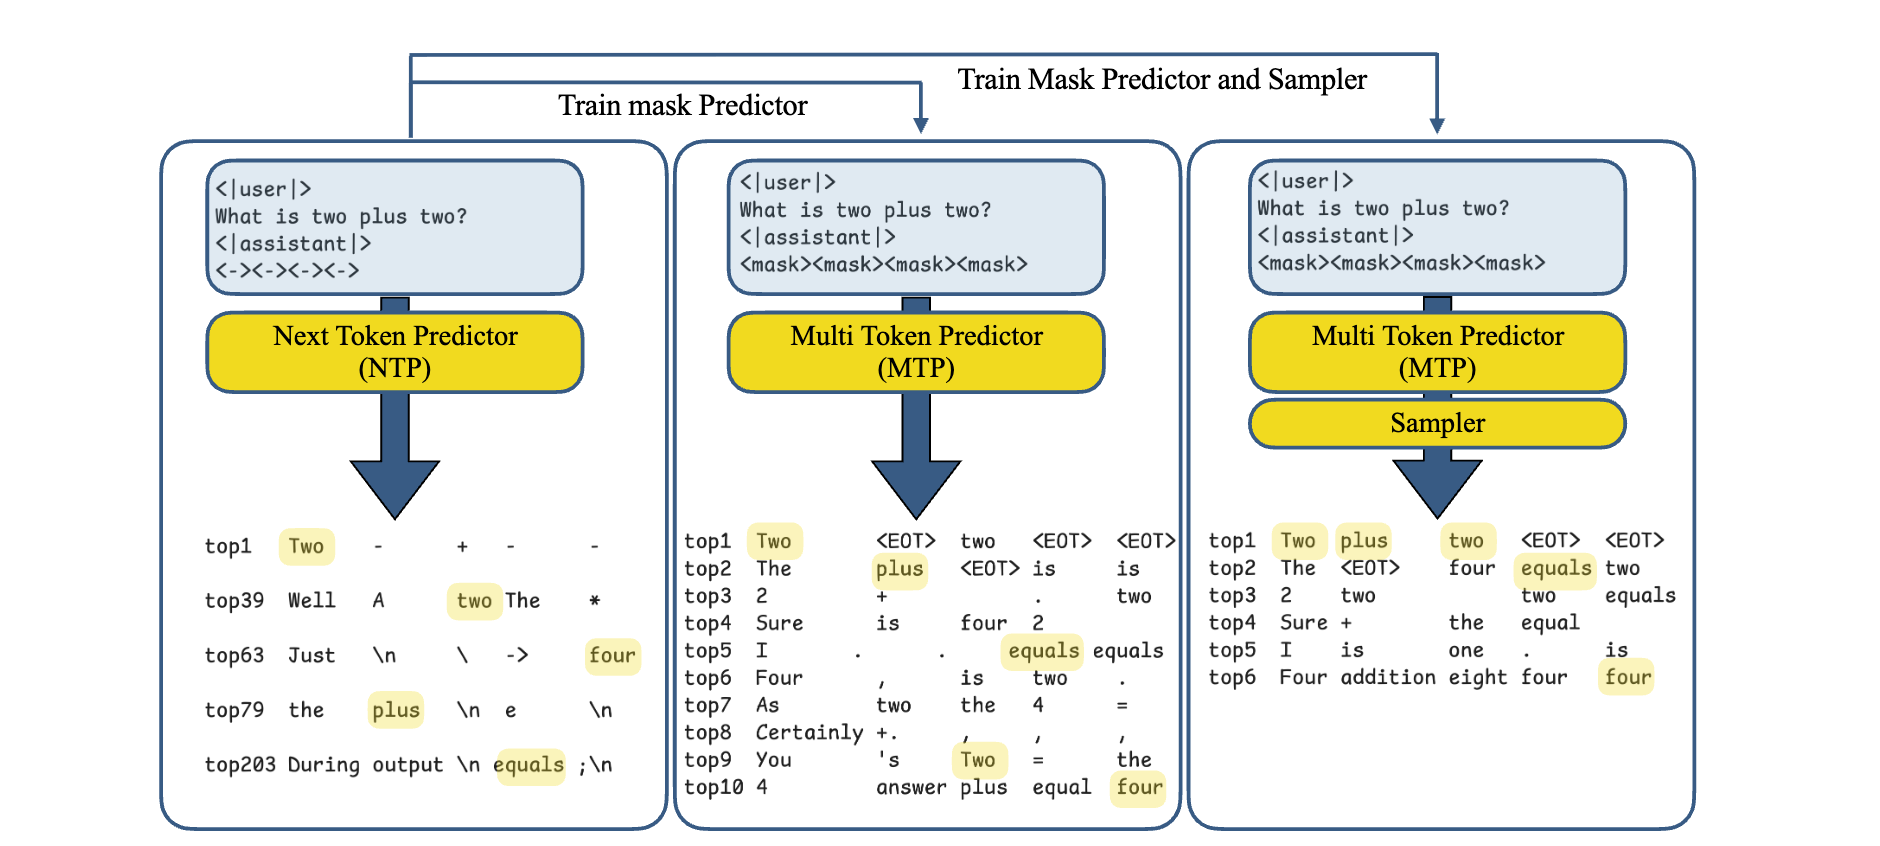 Train Mask Predictor and Sampler
Train mask Predictor
<|user|>
What is two plus two?
<|assistant|>
<-><-><-><->
Next Token Predictor
(NTP)
top1 Two - + - -
top39 Well A two The *
top63 Just \n \ -> four
top79 the plus \n e \n
top203 During output \n equals ;\n
<|user|>
What is two plus two?
<|assistant|>
<mask><mask><mask><mask>
Multi Token Predictor
(MTP)
top1 Two <EOT> two <EOT> <EOT>
top2 The plus <EOT> is is
top3 2 + . two
top4 Sure is four 2
top5 I . . equals equals
top6 Four , is two .
top7 As two the 4 =
top8 Certainly +. , , ,
top9 You 's Two = the
top10 4 answer plus equal four
<|user|>
What is two plus two?
<|assistant|>
<mask><mask><mask><mask>
Multi Token Predictor
(MTP)
Sampler
top1 Two plus two <EOT> <EOT>
top2 The <EOT> four equals two
top3 2 two two equals
top4 Sure + the equal
top5 I is one . is
top6 Four addition eight four four